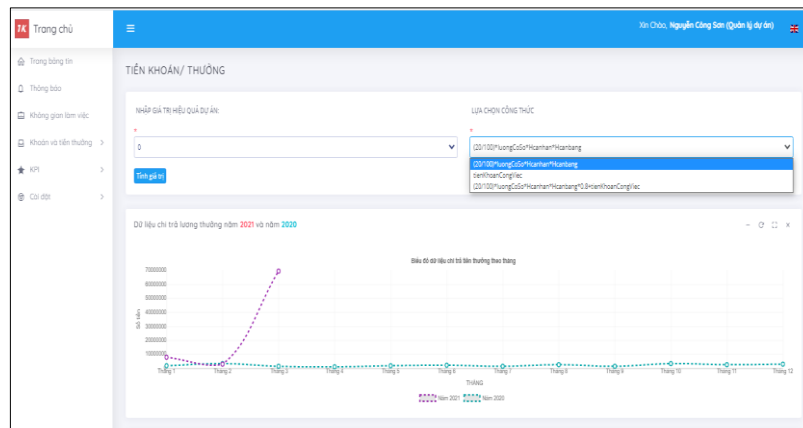 TK Trang chủ
Xin Chào, Nguyễn Công Sơn (Quản lý dự án)
Trang bảng tin
Thông báo
Không gian làm việc
Khoán và tiền thưởng
KPI
Cài đặt
TIỀN KHOÁN/ THƯỞNG
NHẬP GIÁ TRỊ HIỆU QUẢ DỰ ÁN:
*
0
Tính giá trị
LỰA CHỌN CÔNG THỨC
*
(20/100)*luongCoSo*Hcanhan*Hcanbang
(20/100)*luongCoSo*Hcanhan*Hcanbang
tienKhoanCongViec
(20/100)*luongCoSo*Hcanhan*Hcanbang*0.8+tienKhoanCongViec
Dữ liệu chi trả lương thưởng năm 2021 và năm 2020
Biểu đồ dữ liệu chi trả tiền thưởng theo tháng
Số tiền
70000000
60000000
50000000
40000000
30000000
20000000
10000000
0
Tháng 1 Tháng 2 Tháng 3 Tháng 4 Tháng 5 Tháng 6 Tháng 7 Tháng 8 Tháng 9 Tháng 10 Tháng 11 Tháng 12
THÁNG
Năm 2021 Năm 2020